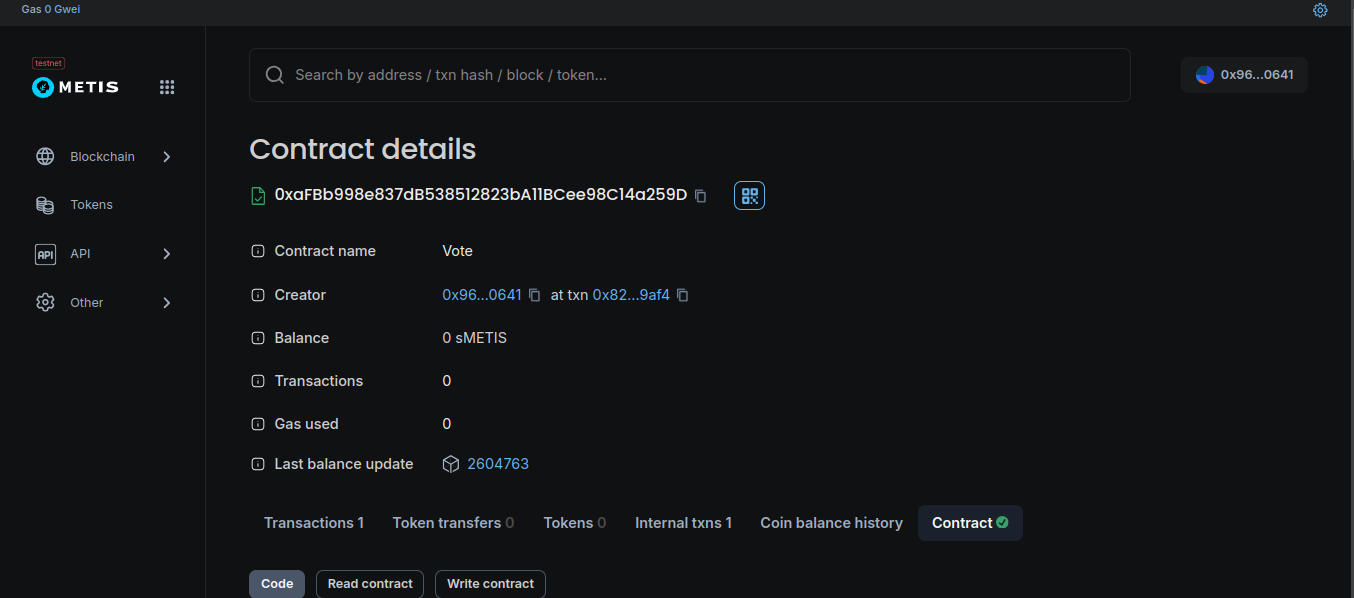 Gas 0 Gwei
testnet
METIS
Search by address / txn hash / block / token...
0x96...0641
Blockchain
Tokens
API
API
Other
Contract details
0xaFBb998e837dB538512823bA11BCee98C14a259D
Contract name Vote
Creator 0x96...0641 at txn 0x82...9af4
Balance 0 sMETIS
Transactions 0
Gas used 0
Last balance update 2604763
Transactions 1 Token transfers 0 Tokens 0 Internal txns 1 Coin balance history Contract
Code Read contract Write contract